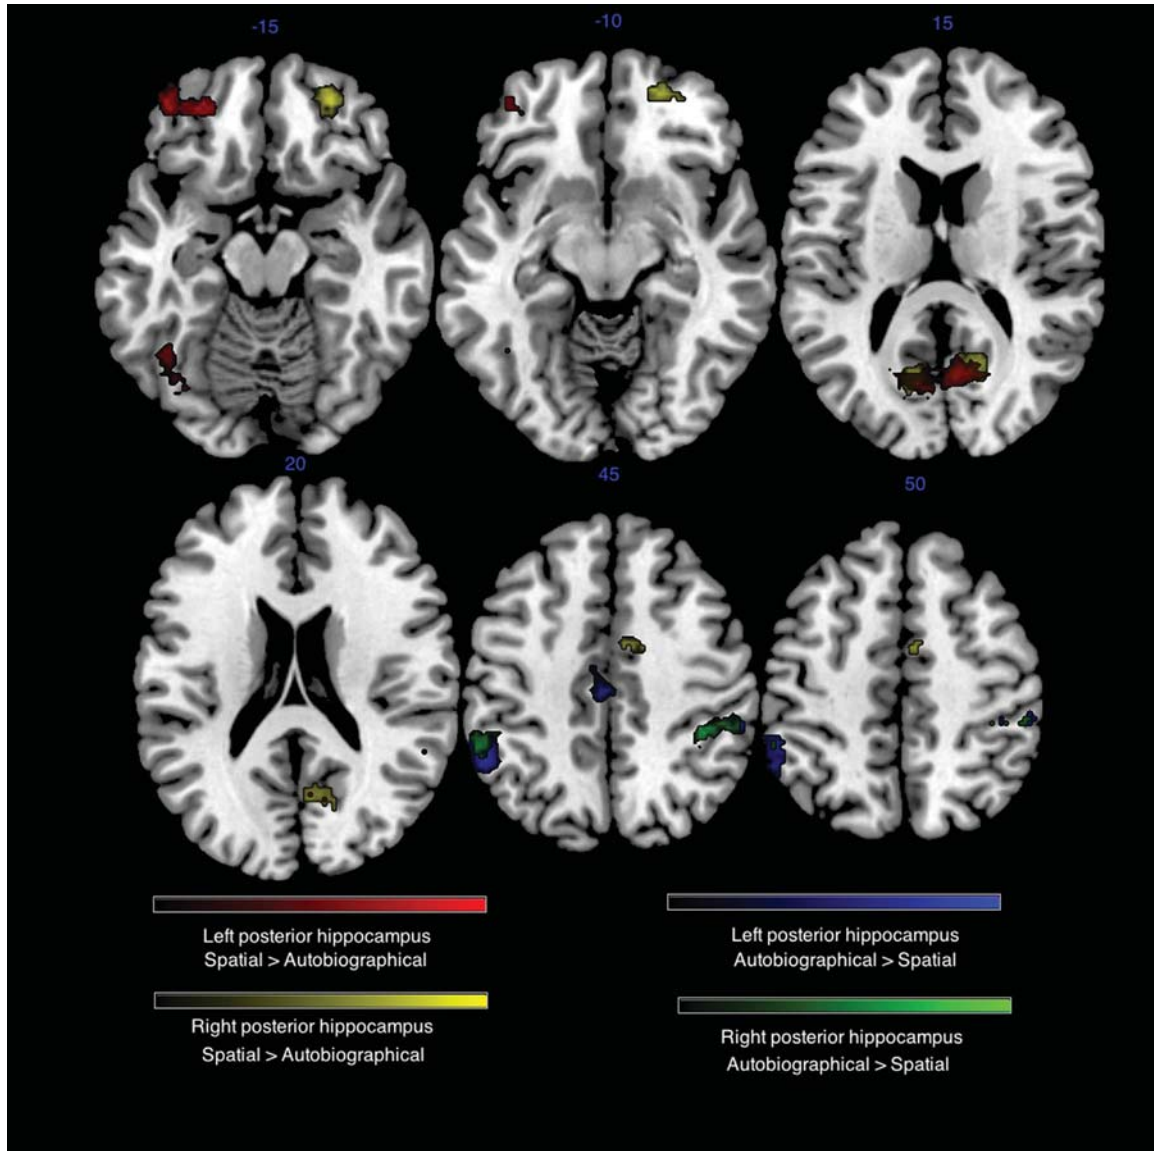 -15
-10
15
20
45
50
Left posterior hippocampus
Spatial > Autobiographical
Left posterior hippocampus
Autobiographical > Spatial
Right posterior hippocampus
Spatial > Autobiographical
Right posterior hippocampus
Autobiographical > Spatial